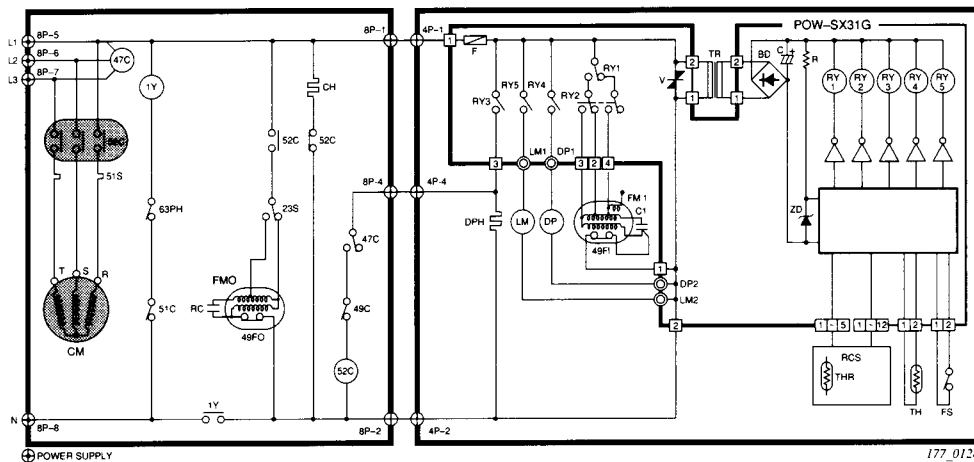 POW-SX31G
L1
8P-5
8P-1
4P-1
1
F
L2
8P-6
47C
L3
8P-7
1Y
CH
RY1
V
2
TR
2
BD
C
+
R
RY 1
RY 2
RY 3
RY 4
RY 5
RY3
RY5
RY4
RY2
1
1
52C
52C
52C
LM1
DP1
3
3
2
4
51S
8P-4
4P-4
63PH
23S
47C
DPH
LM
DP
FM 1
C1
ZD
T
S
R
FMO
49FI
1
DP2
LM2
RC
51C
49C
49FO
2
1
~
5
1
~
12
1
2
1
2
CM
52C
RCS
THR
1Y
TH
FS
N
8P-8
8P-2
4P-2
POWER SUPPLY